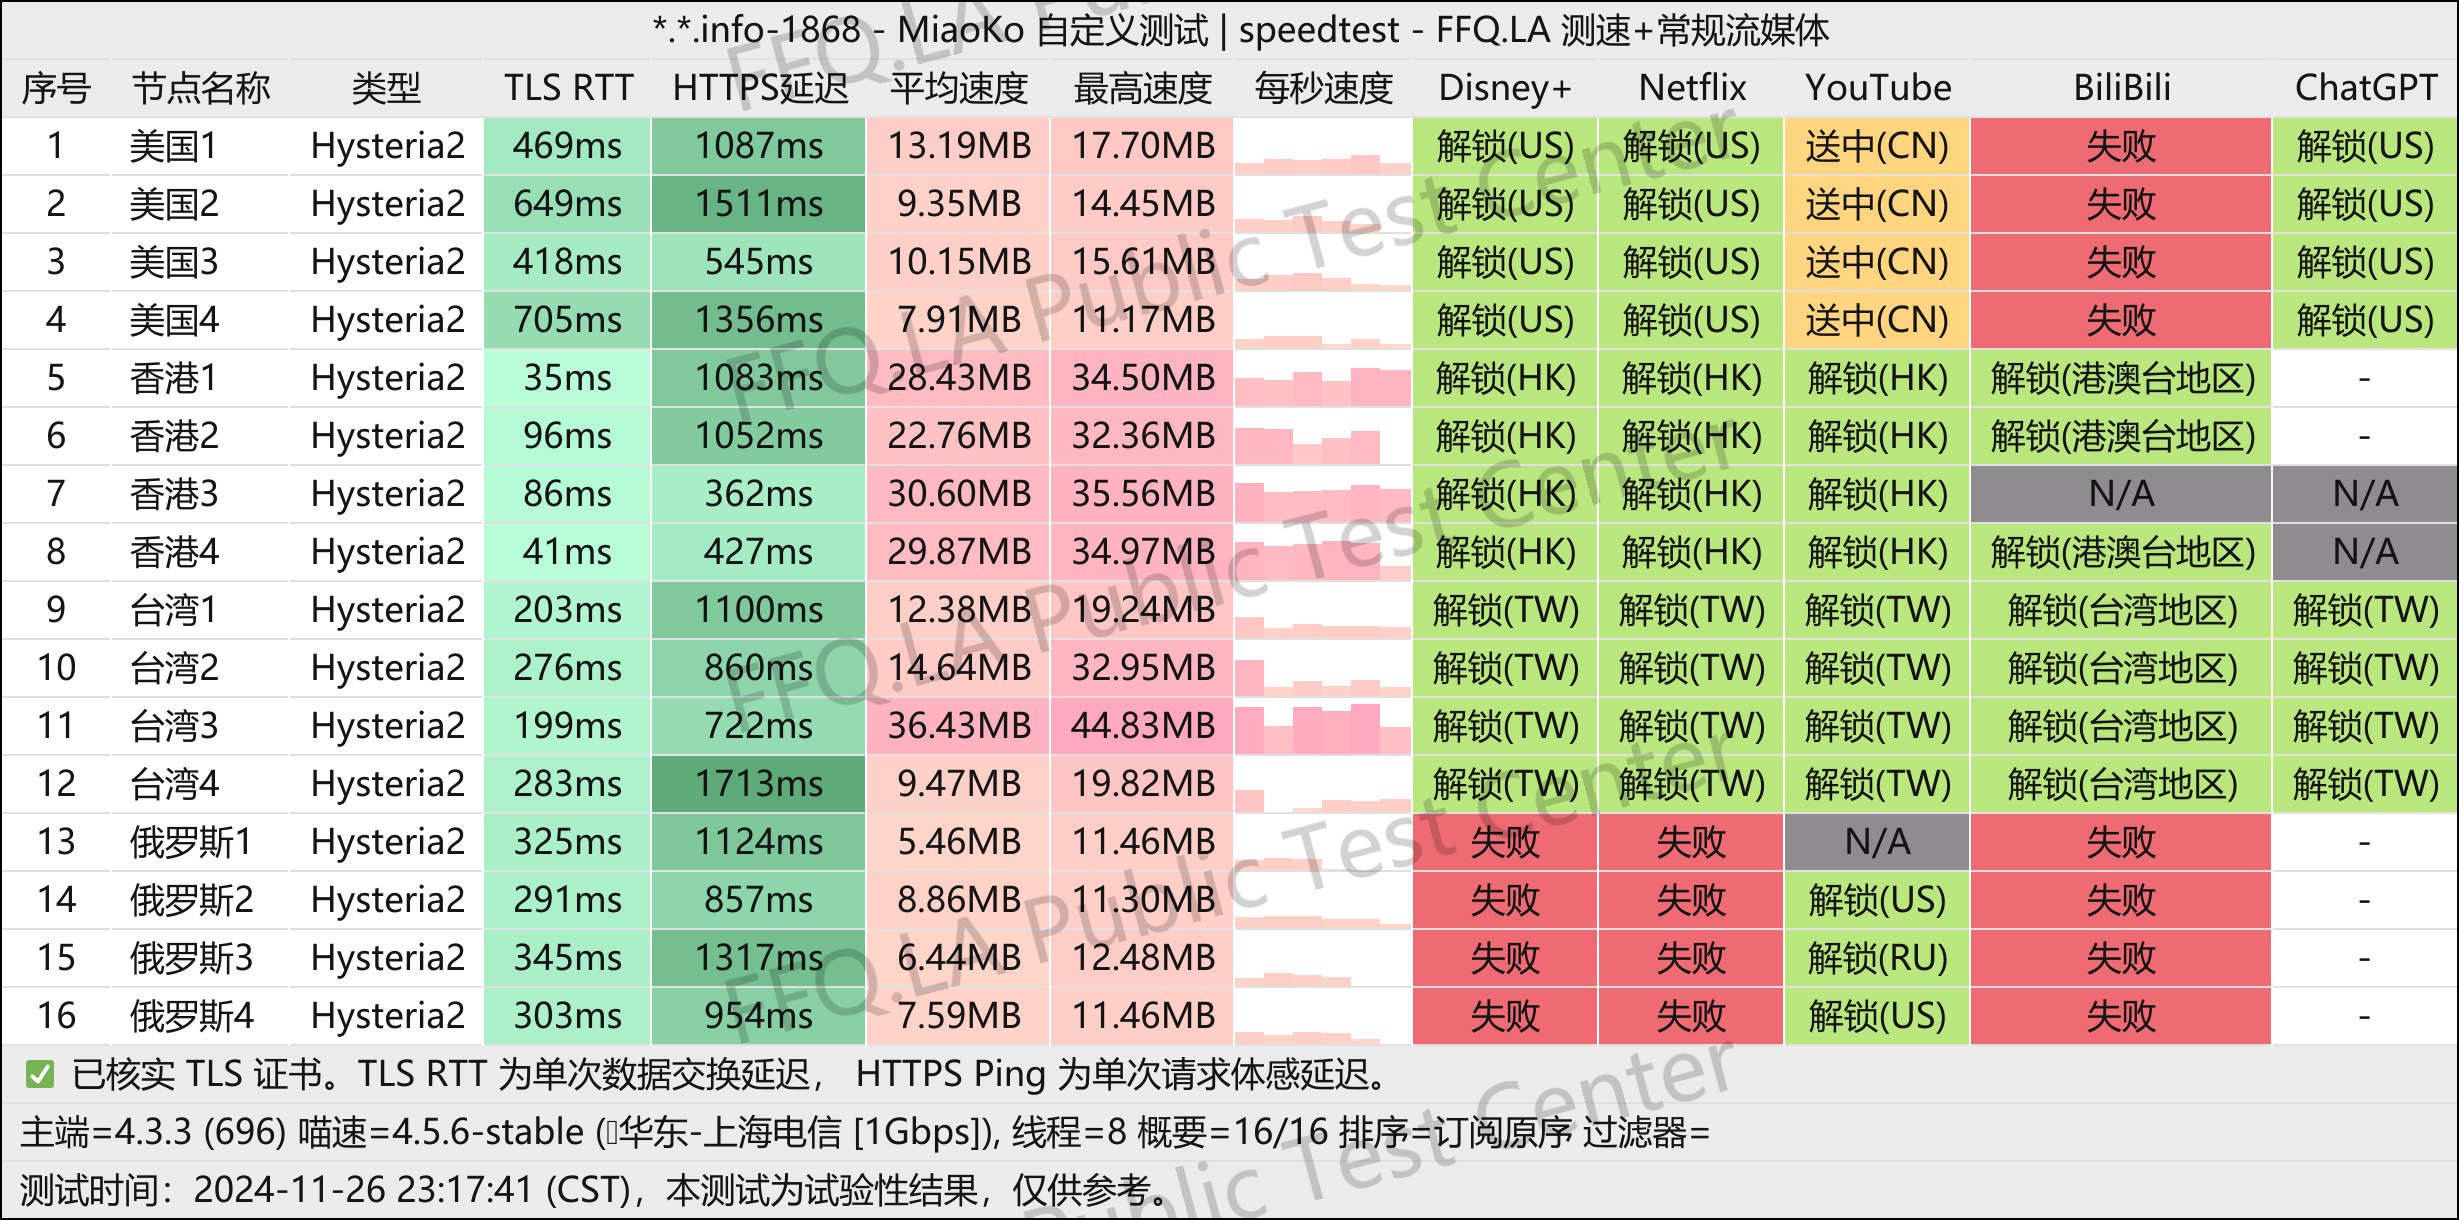 *.*.info-1868 - MiaoKo 自定义测试 | speedtest - FFQ.LA 测速+常规流媒体
序号 节点名称 类型 TLS RTT HTTPS延迟 平均速度 最高速度 每秒速度 Disney+ Netflix YouTube BiliBili ChatGPT
1 美国1 Hysteria2 469ms 1087ms 13.19MB 17.70MB 解锁(US) 解锁(US) 送中(CN) 失败 解锁(US)
2 美国2 Hysteria2 649ms 1511ms 9.35MB 14.45MB 解锁(US) 解锁(US) 送中(CN) 失败 解锁(US)
3 美国3 Hysteria2 418ms 545ms 10.15MB 15.61MB 解锁(US) 解锁(US) 送中(CN) 失败 解锁(US)
4 美国4 Hysteria2 705ms 1356ms 7.91MB 11.17MB 解锁(US) 解锁(US) 送中(CN) 失败 解锁(US)
5 香港1 Hysteria2 35ms 1083ms 28.43MB 34.50MB 解锁(HK) 解锁(HK) 解锁(HK) 解锁(港澳台地区) -
6 香港2 Hysteria2 96ms 1052ms 22.76MB 32.36MB 解锁(HK) 解锁(HK) 解锁(HK) 解锁(港澳台地区) -
7 香港3 Hysteria2 86ms 362ms 30.60MB 35.56MB 解锁(HK) 解锁(HK) 解锁(HK) N/A N/A
8 香港4 Hysteria2 41ms 427ms 29.87MB 34.97MB 解锁(HK) 解锁(HK) 解锁(HK) 解锁(港澳台地区) N/A
9 台湾1 Hysteria2 203ms 1100ms 12.38MB 19.24MB 解锁(TW) 解锁(TW) 解锁(TW) 解锁(台湾地区) 解锁(TW)
10 台湾2 Hysteria2 276ms 860ms 14.64MB 32.95MB 解锁(TW) 解锁(TW) 解锁(TW) 解锁(台湾地区) 解锁(TW)
11 台湾3 Hysteria2 199ms 722ms 36.43MB 44.83MB 解锁(TW) 解锁(TW) 解锁(TW) 解锁(台湾地区) 解锁(TW)
12 台湾4 Hysteria2 283ms 1713ms 9.47MB 19.82MB 解锁(TW) 解锁(TW) 解锁(TW) 解锁(台湾地区) 解锁(TW)
13 俄罗斯1 Hysteria2 325ms 1124ms 5.46MB 11.46MB 失败 失败 N/A 失败 -
14 俄罗斯2 Hysteria2 291ms 857ms 8.86MB 11.30MB 失败 失败 解锁(US) 失败 -
15 俄罗斯3 Hysteria2 345ms 1317ms 6.44MB 12.48MB 失败 失败 解锁(RU) 失败 -
16 俄罗斯4 Hysteria2 303ms 954ms 7.59MB 11.46MB 失败 失败 解锁(US) 失败 -
✅ 已核实 TLS 证书。TLS RTT 为单次数据交换延迟， HTTPS Ping 为单次请求体感延迟。
主端=4.3.3 (696) 喵速=4.5.6-stable (华东-上海电信 [1Gbps]), 线程=8 概要=16/16 排序=订阅原序 过滤器=
测试时间：2024-11-26 23:17:41 (CST)，本测试为试验性结果，仅供参考。
FFQ.LA Public Test Center
FFQ.LA Public Test Center
FFQ.LA Public Test Center